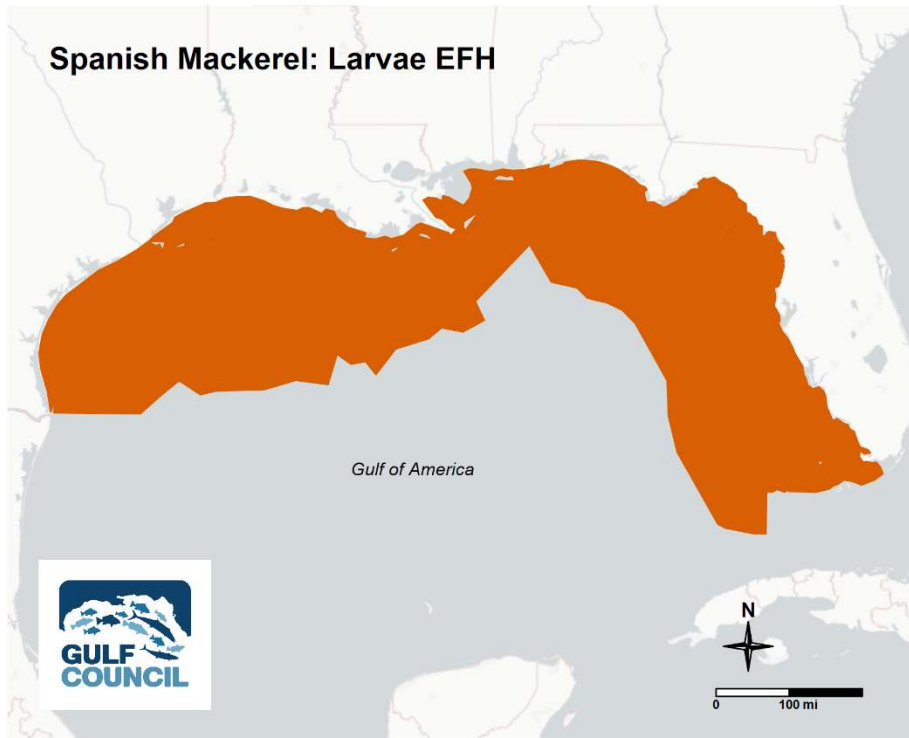 Spanish Mackerel: Larvae EFH
Gulf of America
GULF
COUNCIL
N
0 100 mi